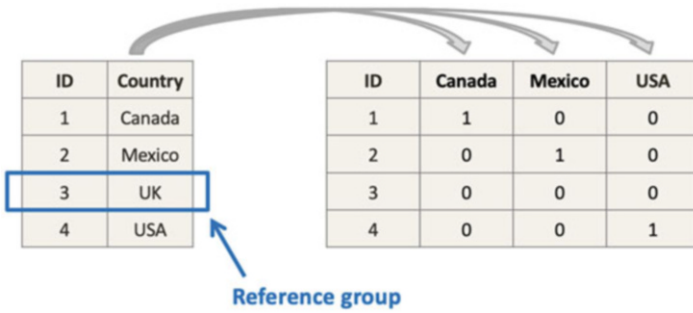 ID Country
1 Canada
2 Mexico
3 UK
4 USA
ID Canada Mexico USA
1 1 0 0
2 0 1 0
3 0 0 0
4 0 0 1
Reference group